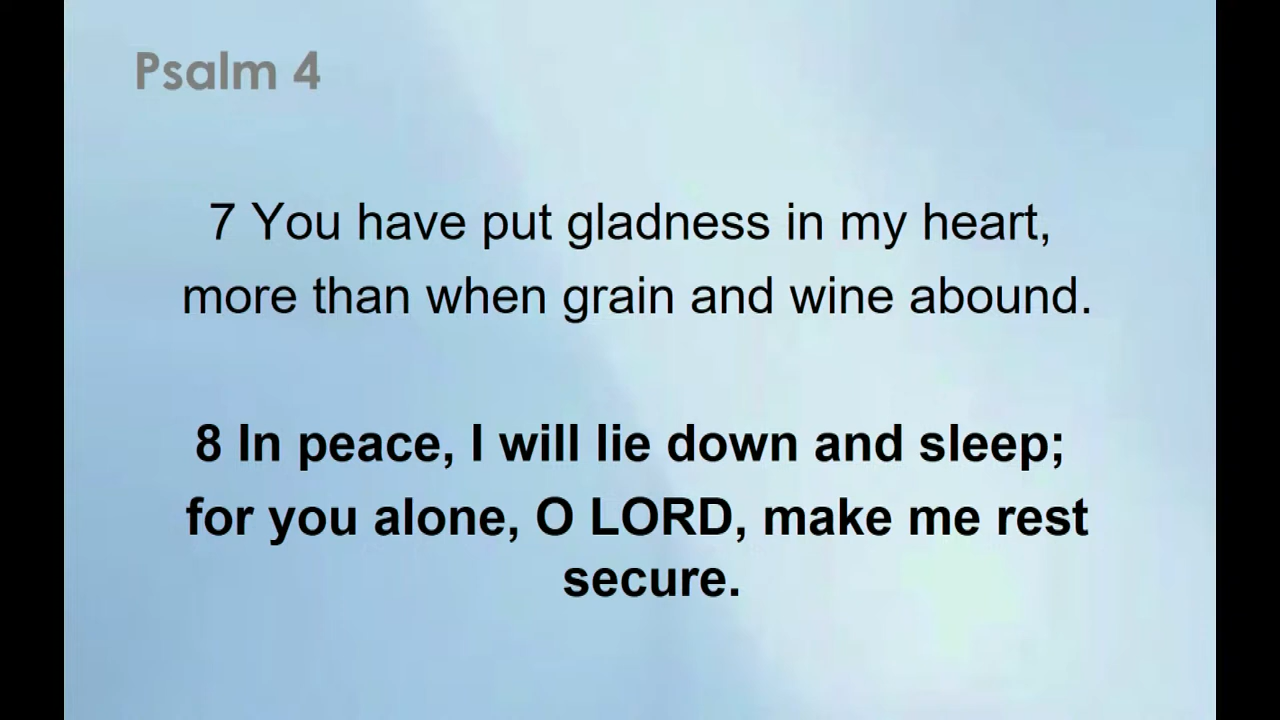 Psalm 4
7 You have put gladness in my heart,
more than when grain and wine abound.
8 In peace, I will lie down and sleep;
for you alone, O LORD, make me rest
secure.